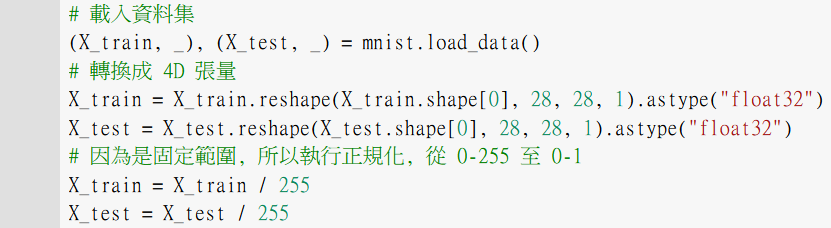 # 載入資料集
(X_train, _), (X_test, _) = mnist.load_data()
# 轉換成 4D 張量
X_train = X_train.reshape(X_train.shape[0], 28, 28, 1).astype("float32")
X_test = X_test.reshape(X_test.shape[0], 28, 28, 1).astype("float32")
# 因為是固定範圍, 所以執行正規化, 從 0-255 至 0-1
X_train = X_train / 255
X_test = X_test / 255